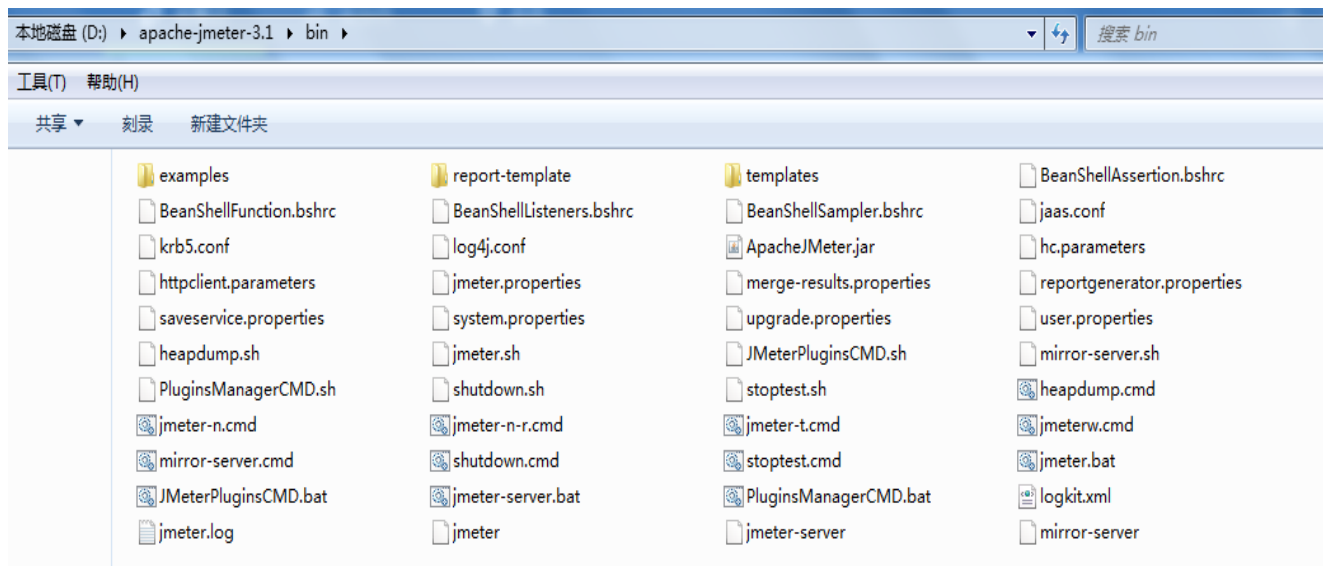 本地磁盘 (D:) apache-jmeter-3.1 bin 搜索 bin
工具(T) 帮助(H)
共享 刻录 新建文件夹
examples report-template templates BeanShellAssertion.bshrc
BeanShellFunction.bshrc BeanShellListeners.bshrc BeanShellSampler.bshrc jaas.conf
krb5.conf log4j.conf ApacheJMeter.jar hc.parameters
httpclient.parameters jmeter.properties merge-results.properties reportgenerator.properties
saveservice.properties system.properties upgrade.properties user.properties
heapdump.sh jmeter.sh JMeterPluginsCMD.sh mirror-server.sh
PluginsManagerCMD.sh shutdown.sh stoptest.sh heapdump.cmd
jmeter-n.cmd jmeter-n-r.cmd jmeter-t.cmd jmeterw.cmd
mirror-server.cmd shutdown.cmd stoptest.cmd jmeter.bat
JMeterPluginsCMD.bat jmeter-server.bat PluginsManagerCMD.bat logkit.xml
jmeter.log jmeter jmeter-server mirror-server